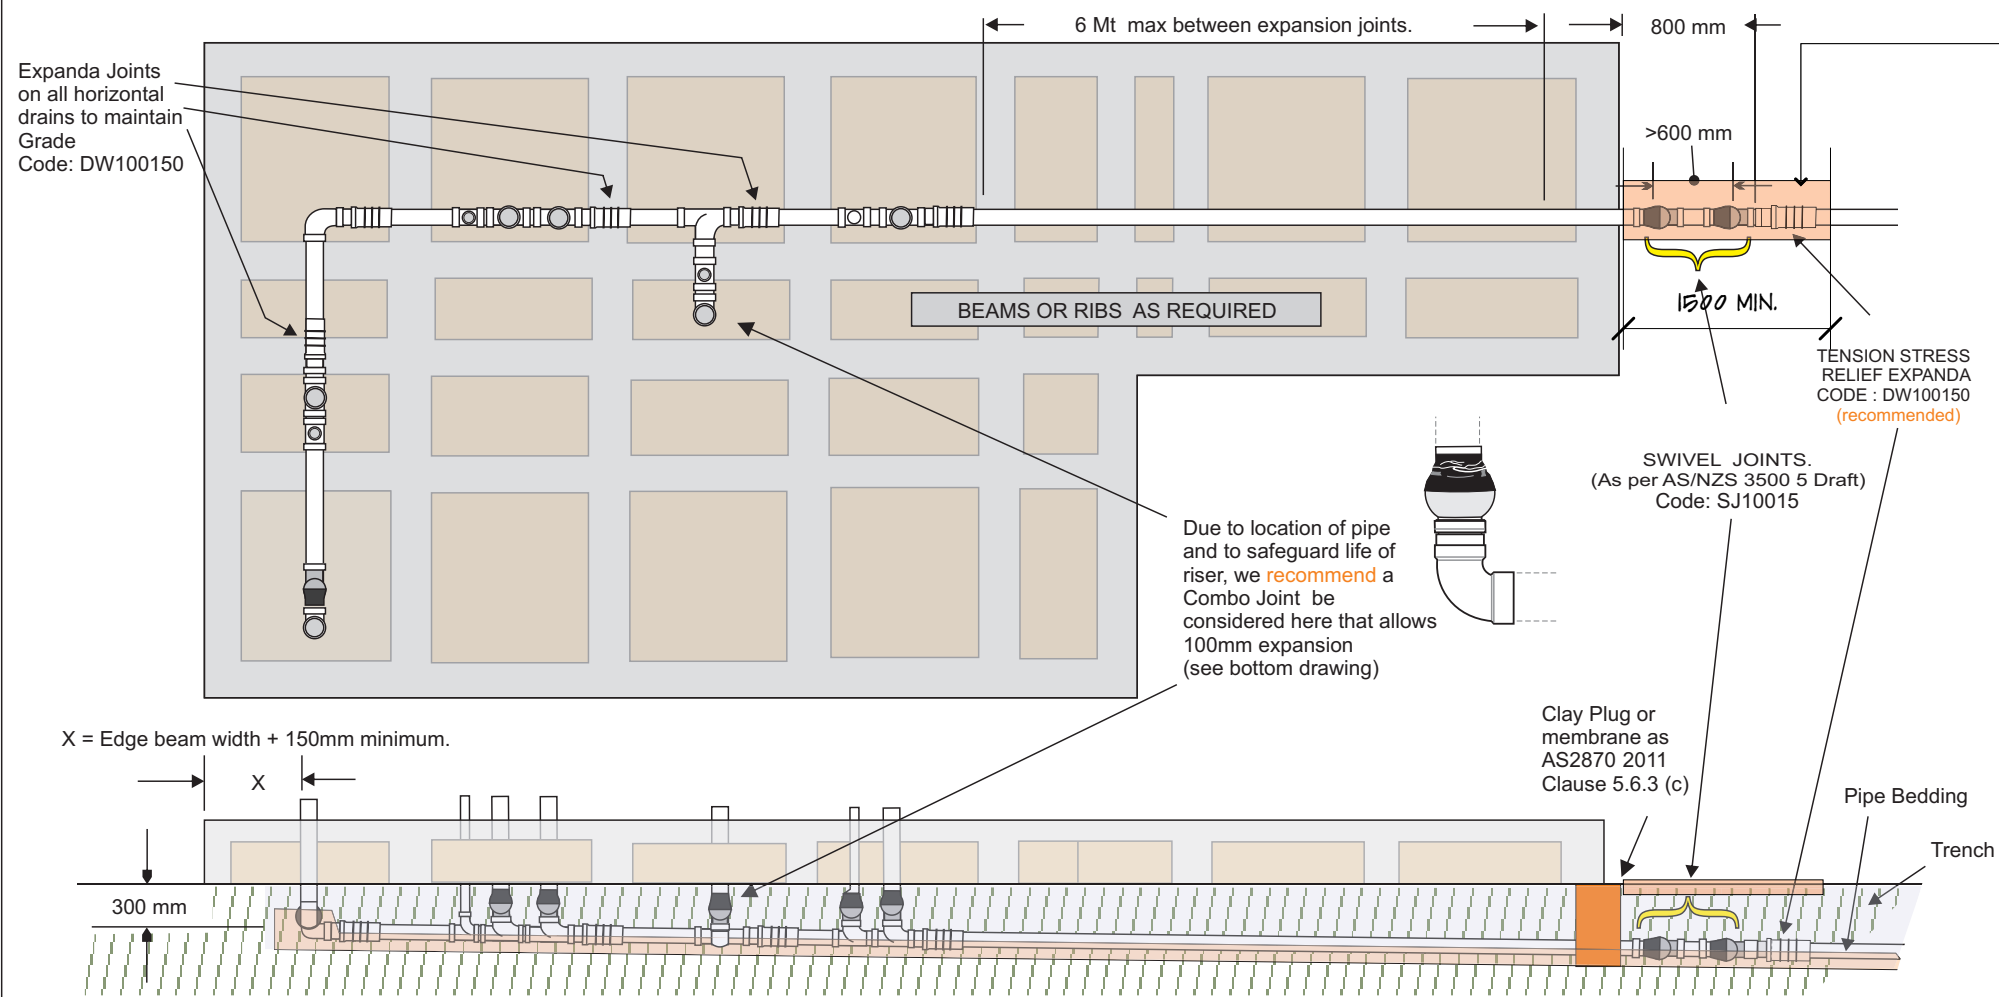 6 Mt max between expansion joints.
800 mm
Expanda Joints
on all horizontal
drains to maintain
Grade
Code: DW100150
>600 mm
BEAMS OR RIBS AS REQUIRED
1500 MIN.
TENSION STRESS
RELIEF EXPANDA
CODE : DW100150
(recommended)
SWIVEL JOINTS.
(As per AS/NZS 3500 5 Draft)
Code: SJ10015
Due to location of pipe
and to safeguard life of
riser, we recommend a
Combo Joint be
considered here that allows
100mm expansion
(see bottom drawing)
Clay Plug or
membrane as
AS2870 2011
Clause 5.6.3 (c)
X = Edge beam width + 150mm minimum.
X
Pipe Bedding
Trench
300 mm